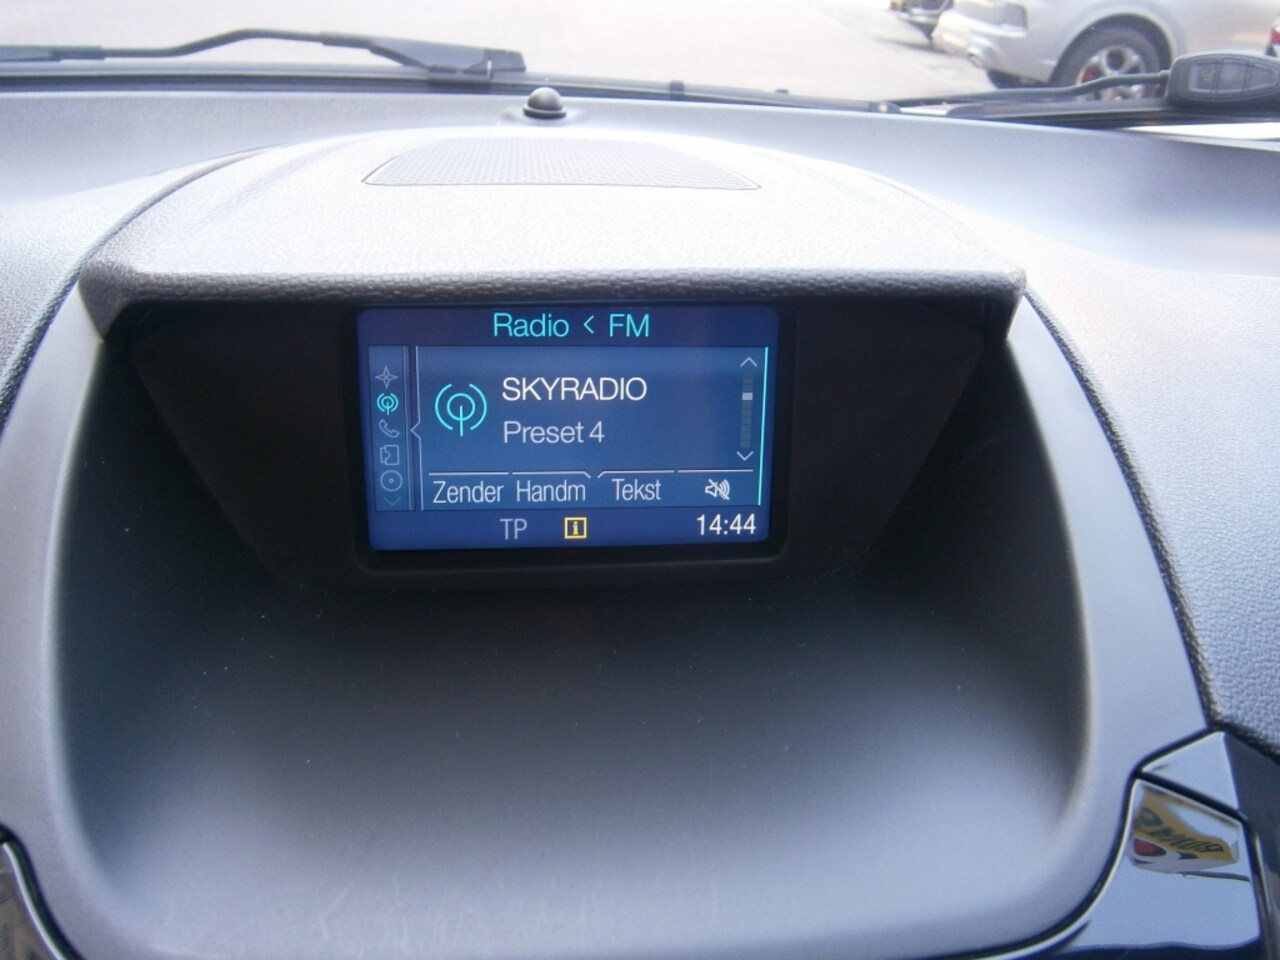 Radio < FM
SKYRADIO
Preset 4
Zender Handm Tekst
TP i 14:44